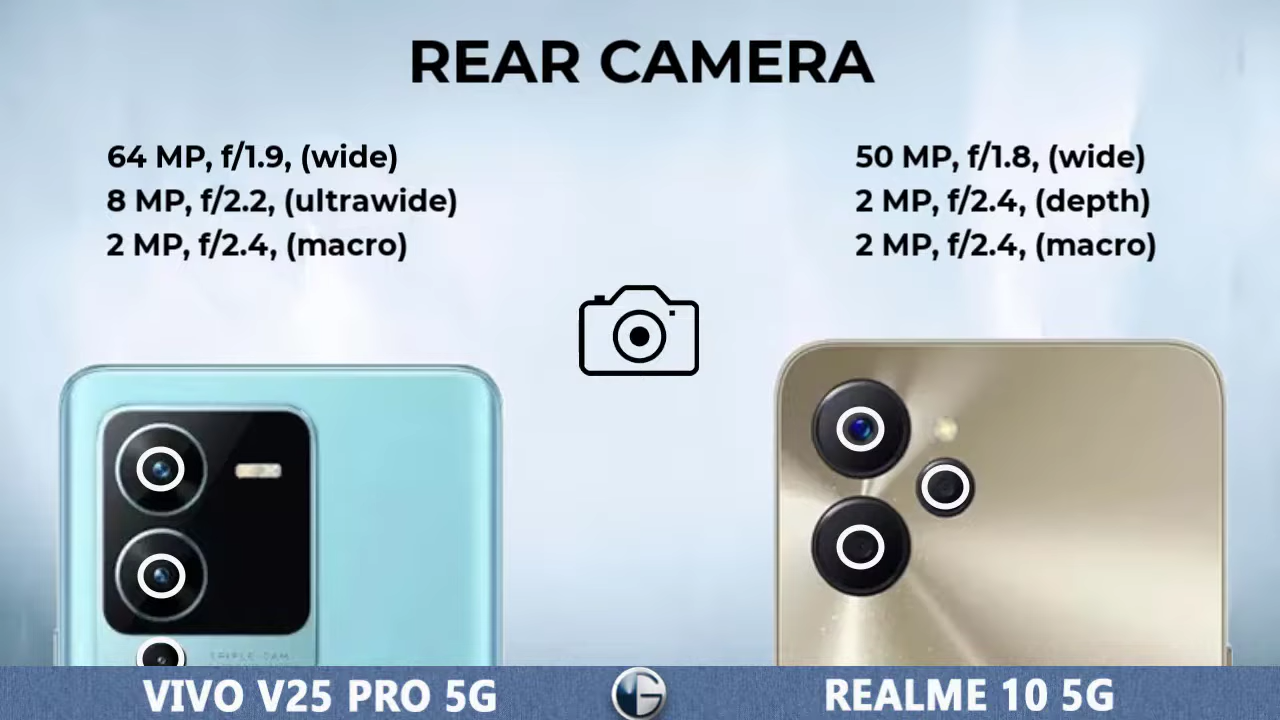 REAR CAMERA
64 MP, f/1.9, (wide)
8 MP, f/2.2, (ultrawide)
2 MP, f/2.4, (macro)
50 MP, f/1.8, (wide)
2 MP, f/2.4, (depth)
2 MP, f/2.4, (macro)
TRIPLE CAM
VIVO V25 PRO 5G
REALME 10 5G